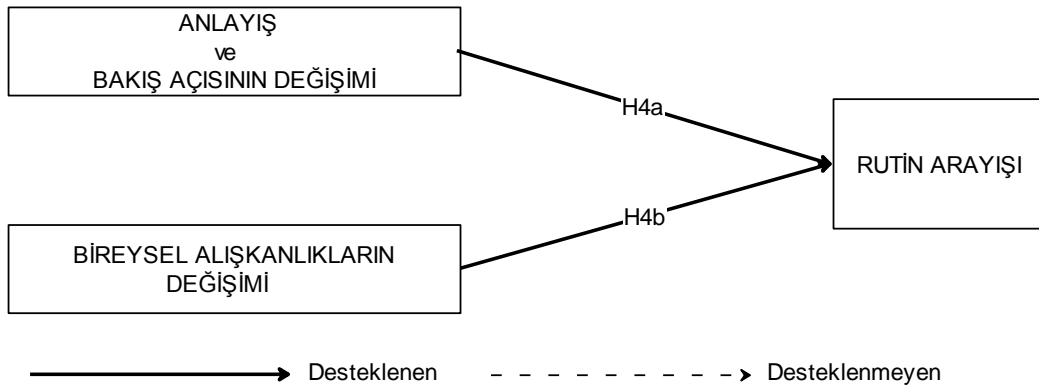 ANLAYIŞ
ve
BAKIŞ AÇISININ DEĞİŞİMİ
H4a
RUTİN ARAYIŞI
H4b
BİREYSEL ALIŞKANLIKLARIN
DEĞİŞİMİ
Desteklenen
Desteklenmeyen